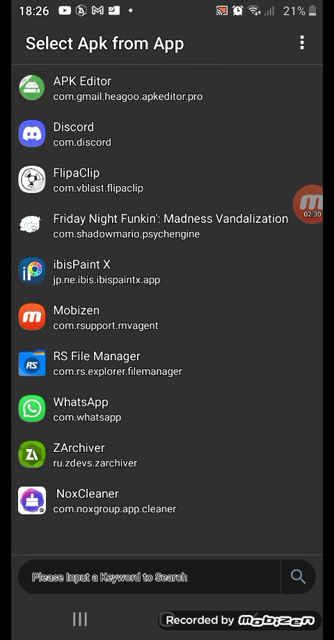 18:26
21%
Select Apk from App
APK Editor
com.gmail.heagoo.apkeditor.pro
Discord
com.discord
FlipaClip
com.vblast.flipaclip
Friday Night Funkin': Madness Vandalization
com.shadowmario.psychengine
02:30
ibisPaint X
jp.ne.ibis.ibispaintx.app
Mobizen
com.rsupport.mvagent
RS File Manager
com.rs.explorer.filemanager
RS
WhatsApp
com.whatsapp
ZArchiver
ru.zdevs.zarchiver
NoxCleaner
com.noxgroup.app.cleaner
Please Input a Keyword to Search
Recorded by mobizen